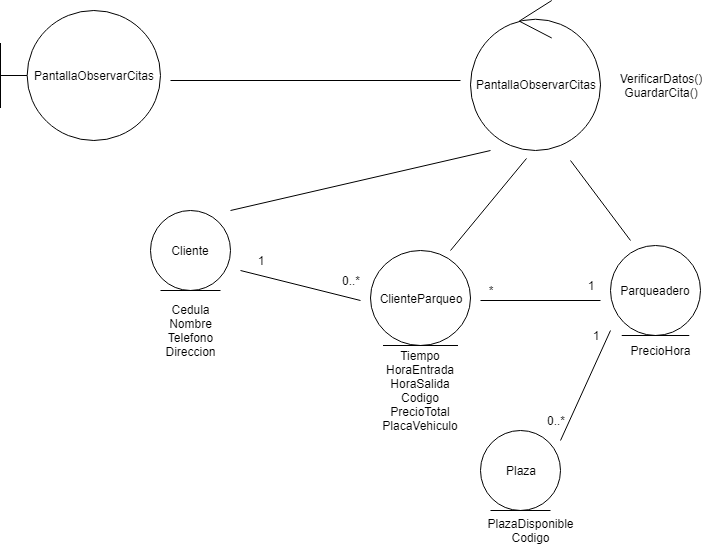 PantallaObservarCitas
PantallaObservarCitas
VerificarDatos()
GuardarCita()
Cliente
1
0..*
Cedula
Nombre
Telefono
Direccion
ClienteParqueo
*
1
Parqueadero
Tiempo
HoraEntrada
HoraSalida
Codigo
PrecioTotal
PlacaVehiculo
1
PrecioHora
0..*
Plaza
PlazaDisponible
Codigo